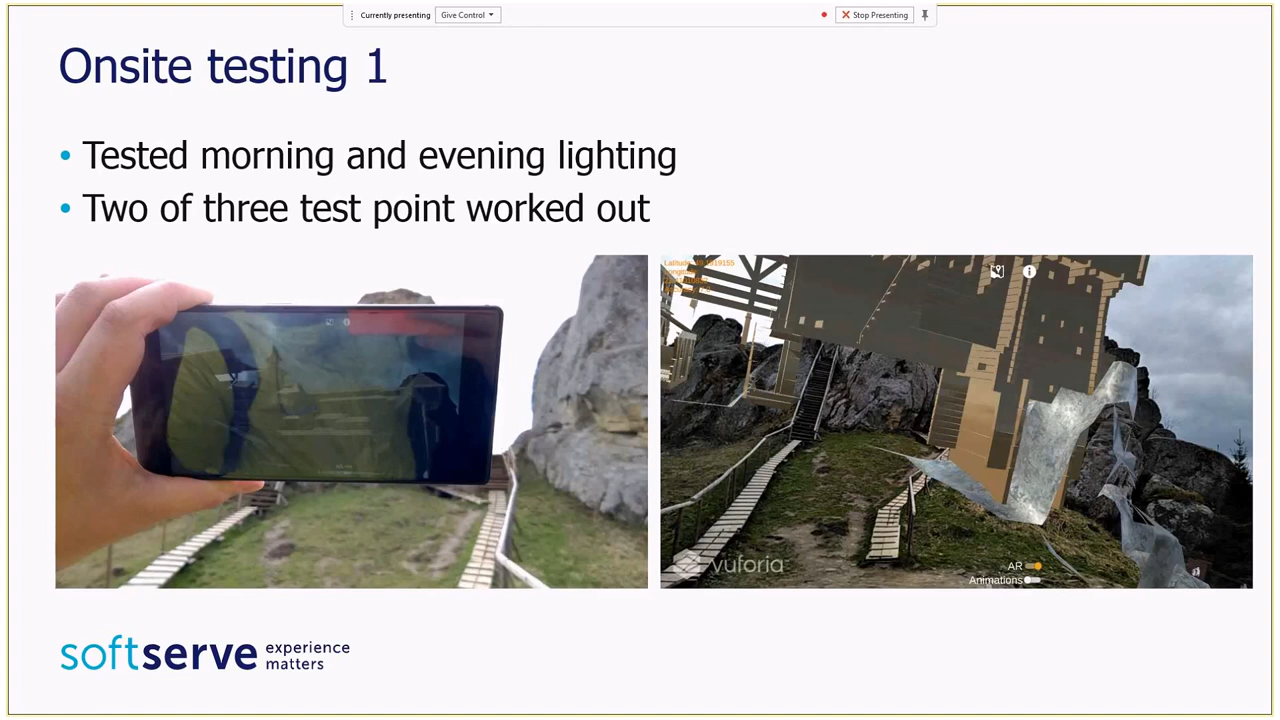 Currently presenting
Give Control
Stop Presenting
Onsite testing 1
• Tested morning and evening lighting
• Two of three test point worked out
vuforia
AR
Animations
softserve
experience
matters